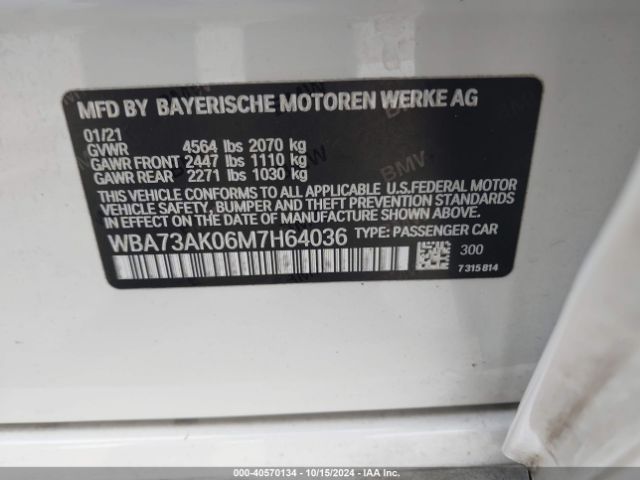 MFD BY BAYERISCHE MOTOREN WERKE AG
01/21
GVWR 4564 lbs 2070 kg
GAWR FRONT 2447 lbs 1110 kg
GAWR REAR 2271 lbs 1030 kg
THIS VEHICLE CONFORMS TO ALL APPLICABLE U.S.FEDERAL MOTOR
VEHICLE SAFETY, BUMPER AND THEFT PREVENTION STANDARDS
IN EFFECT ON THE DATE OF MANUFACTURE SHOWN ABOVE.
WBA73AK06M7H64036 TYPE: PASSENGER CAR
300
7 315 814
000-40570134 - 10/15/2024 - IAA Inc.